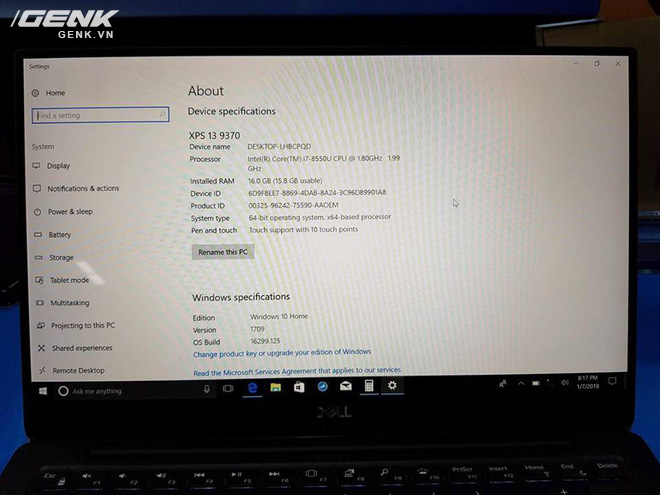 GENK
GENK.VN
Settings
Home
Find a setting
System
Display
Notifications & actions
Power & sleep
Battery
Storage
Tablet mode
Multitasking
Projecting to this PC
Shared experiences
Remote Desktop
About
Device specifications
XPS 13 9370
Device name DESKTOP-LHBCPQD
Processor Intel(R) Core(TM) i7-8550U CPU @ 1.80GHz 1.99
GHz
Installed RAM 16.0 GB (15.8 GB usable)
Device ID 6D9F8EE7-8869-4DAB-8A24-3C96D89901A8
Product ID 00325-96242-75590-AAOEM
System type 64-bit operating system, x64-based processor
Pen and touch Touch support with 10 touch points
Rename this PC
Windows specifications
Edition Windows 10 Home
Version 1709
OS Build 16299.125
Change product key or upgrade your edition of Windows
Read the Microsoft Services Agreement that applies to our services
Ask me anything
8:17 PM
1/7/2018
DELL
Esc
F1
F2
F3
F4
F5
F6
F7
F8
F9
F10
PrtScr
F11
Insert
F12
Home
End
Delete